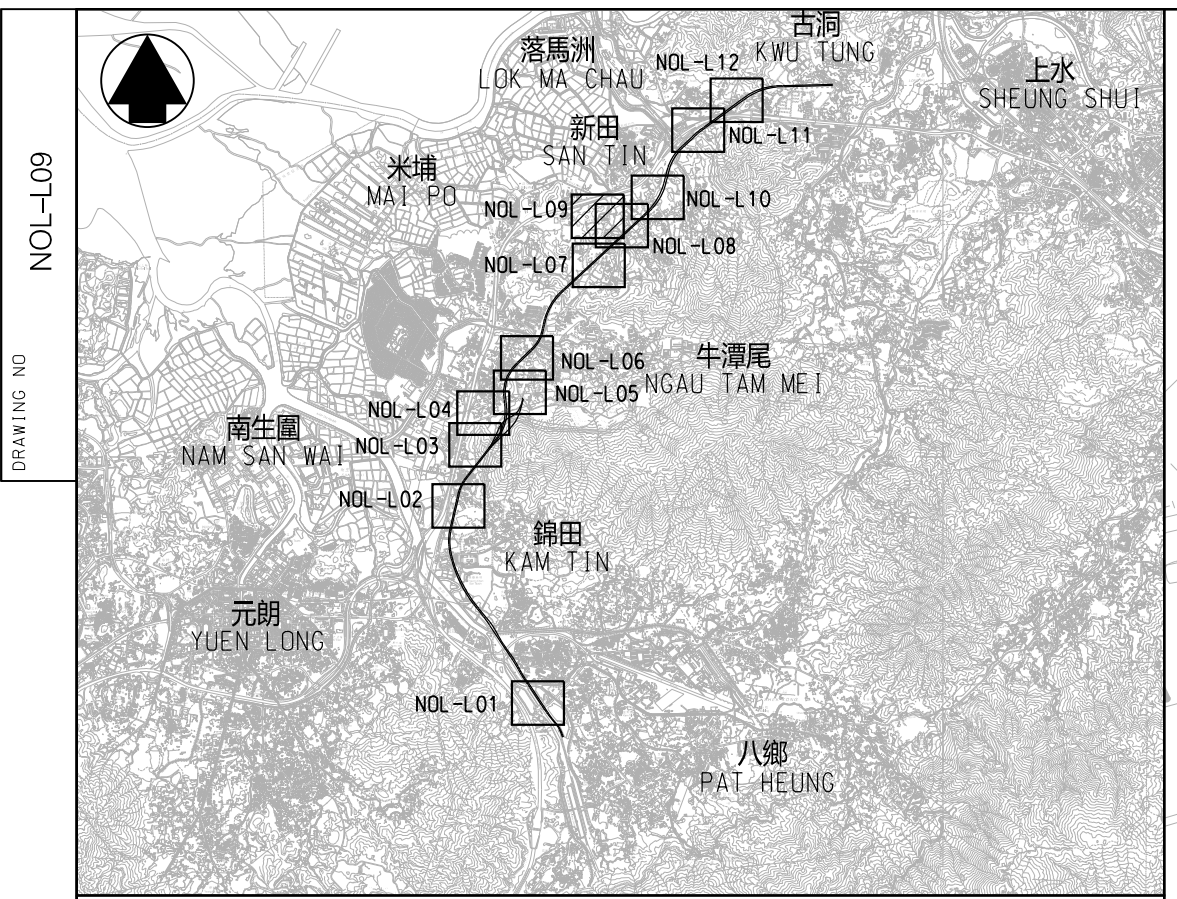 NOL-L09
DRAWING NO
古洞
KWU TUNG
落馬洲
LOK MA CHAU
NOL-L12
上水
SHEUNG SHUI
新田
SAN TIN
NOL-L11
米埔
MAI PO
NOL-L10
NOL-L09
NOL-L08
NOL-L07
NOL-L06
牛潭尾
NGAU TAM MEI
NOL-L05
NOL-L04
南生圍
NAM SAN WAI
NOL-L03
NOL-L02
錦田
KAM TIN
元朗
YUEN LONG
NOL-L01
八鄉
PAT HEUNG